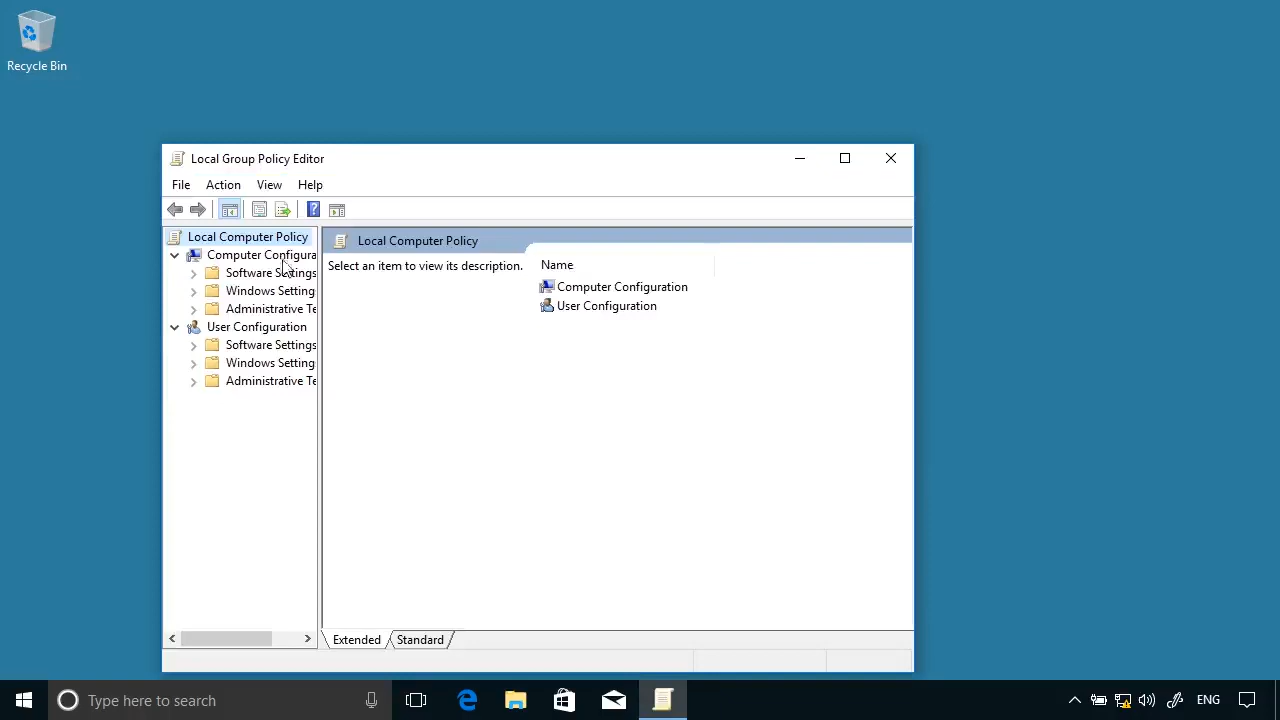 Recycle Bin
Local Group Policy Editor
File Action View Help
Local Computer Policy
Computer Configura
Software Settings
Windows Setting
Administrative Te
User Configuration
Software Settings
Windows Setting
Administrative Te
Local Computer Policy
Select an item to view its description.
Name
Computer Configuration
User Configuration
Extended Standard
Type here to search
ENG